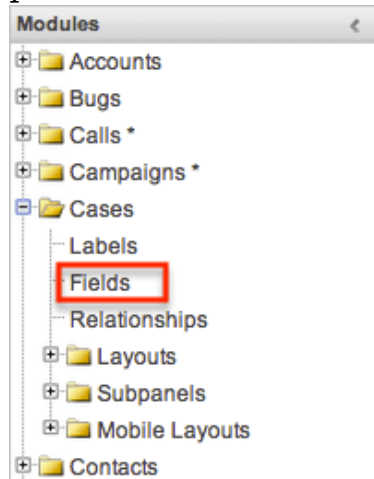 Modules
Accounts
Bugs
Calls *
Campaigns *
Cases
Labels
Fields
Relationships
Layouts
Subpanels
Mobile Layouts
Contacts